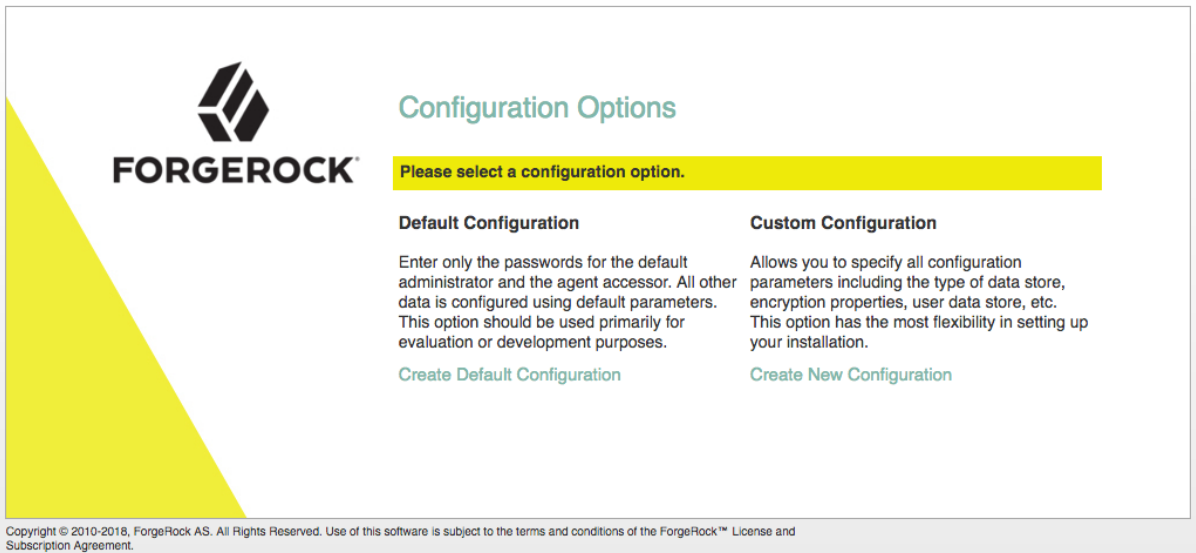 FORGEROCK
Configuration Options
Please select a configuration option.
Default Configuration
Enter only the passwords for the default
administrator and the agent accessor. All other
data is configured using default parameters.
This option should be used primarily for
evaluation or development purposes.
Create Default Configuration
Custom Configuration
Allows you to specify all configuration
parameters including the type of data store,
encryption properties, user data store, etc.
This option has the most flexibility in setting up
your installation.
Create New Configuration
Copyright © 2010-2018, ForgeRock AS. All Rights Reserved. Use of this software is subject to the terms and conditions of the ForgeRock™ License and
Subscription Agreement.